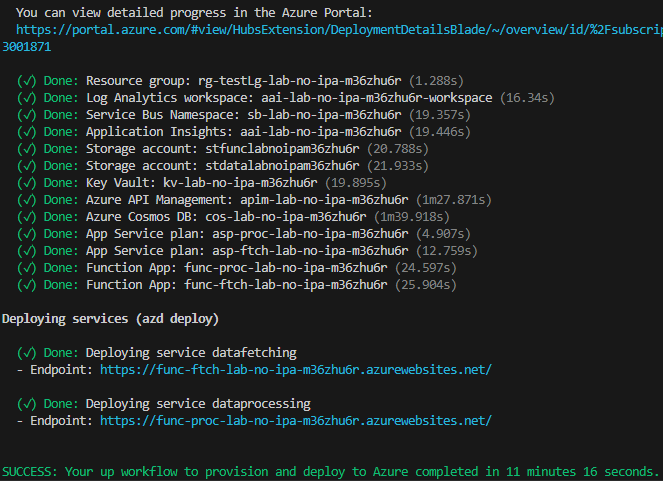 You can view detailed progress in the Azure Portal:
https://portal.azure.com/#view/HubsExtension/DeploymentDetailsBlade/~/overview/id/%2Fsubscrip
3001871
(✓) Done: Resource group: rg-testLg-lab-no-ipa-m36zhu6r (1.288s)
(✓) Done: Log Analytics workspace: aai-lab-no-ipa-m36zhu6r-workspace (16.34s)
(✓) Done: Service Bus Namespace: sb-lab-no-ipa-m36zhu6r (19.357s)
(✓) Done: Application Insights: aai-lab-no-ipa-m36zhu6r (19.446s)
(✓) Done: Storage account: stfunclabnoipam36zhu6r (20.788s)
(✓) Done: Storage account: stdatalabnoipam36zhu6r (21.933s)
(✓) Done: Key Vault: kv-lab-no-ipa-m36zhu6r (19.895s)
(✓) Done: Azure API Management: apim-lab-no-ipa-m36zhu6r (1m27.871s)
(✓) Done: Azure Cosmos DB: cos-lab-no-ipa-m36zhu6r (1m39.918s)
(✓) Done: App Service plan: asp-proc-lab-no-ipa-m36zhu6r (4.907s)
(✓) Done: App Service plan: asp-ftch-lab-no-ipa-m36zhu6r (12.759s)
(✓) Done: Function App: func-proc-lab-no-ipa-m36zhu6r (24.597s)
(✓) Done: Function App: func-ftch-lab-no-ipa-m36zhu6r (25.904s)
Deploying services (azd deploy)
(✓) Done: Deploying service datafetching
- Endpoint: https://func-ftch-lab-no-ipa-m36zhu6r.azurewebsites.net/
(✓) Done: Deploying service dataprocessing
- Endpoint: https://func-proc-lab-no-ipa-m36zhu6r.azurewebsites.net/
SUCCESS: Your up workflow to provision and deploy to Azure completed in 11 minutes 16 seconds.